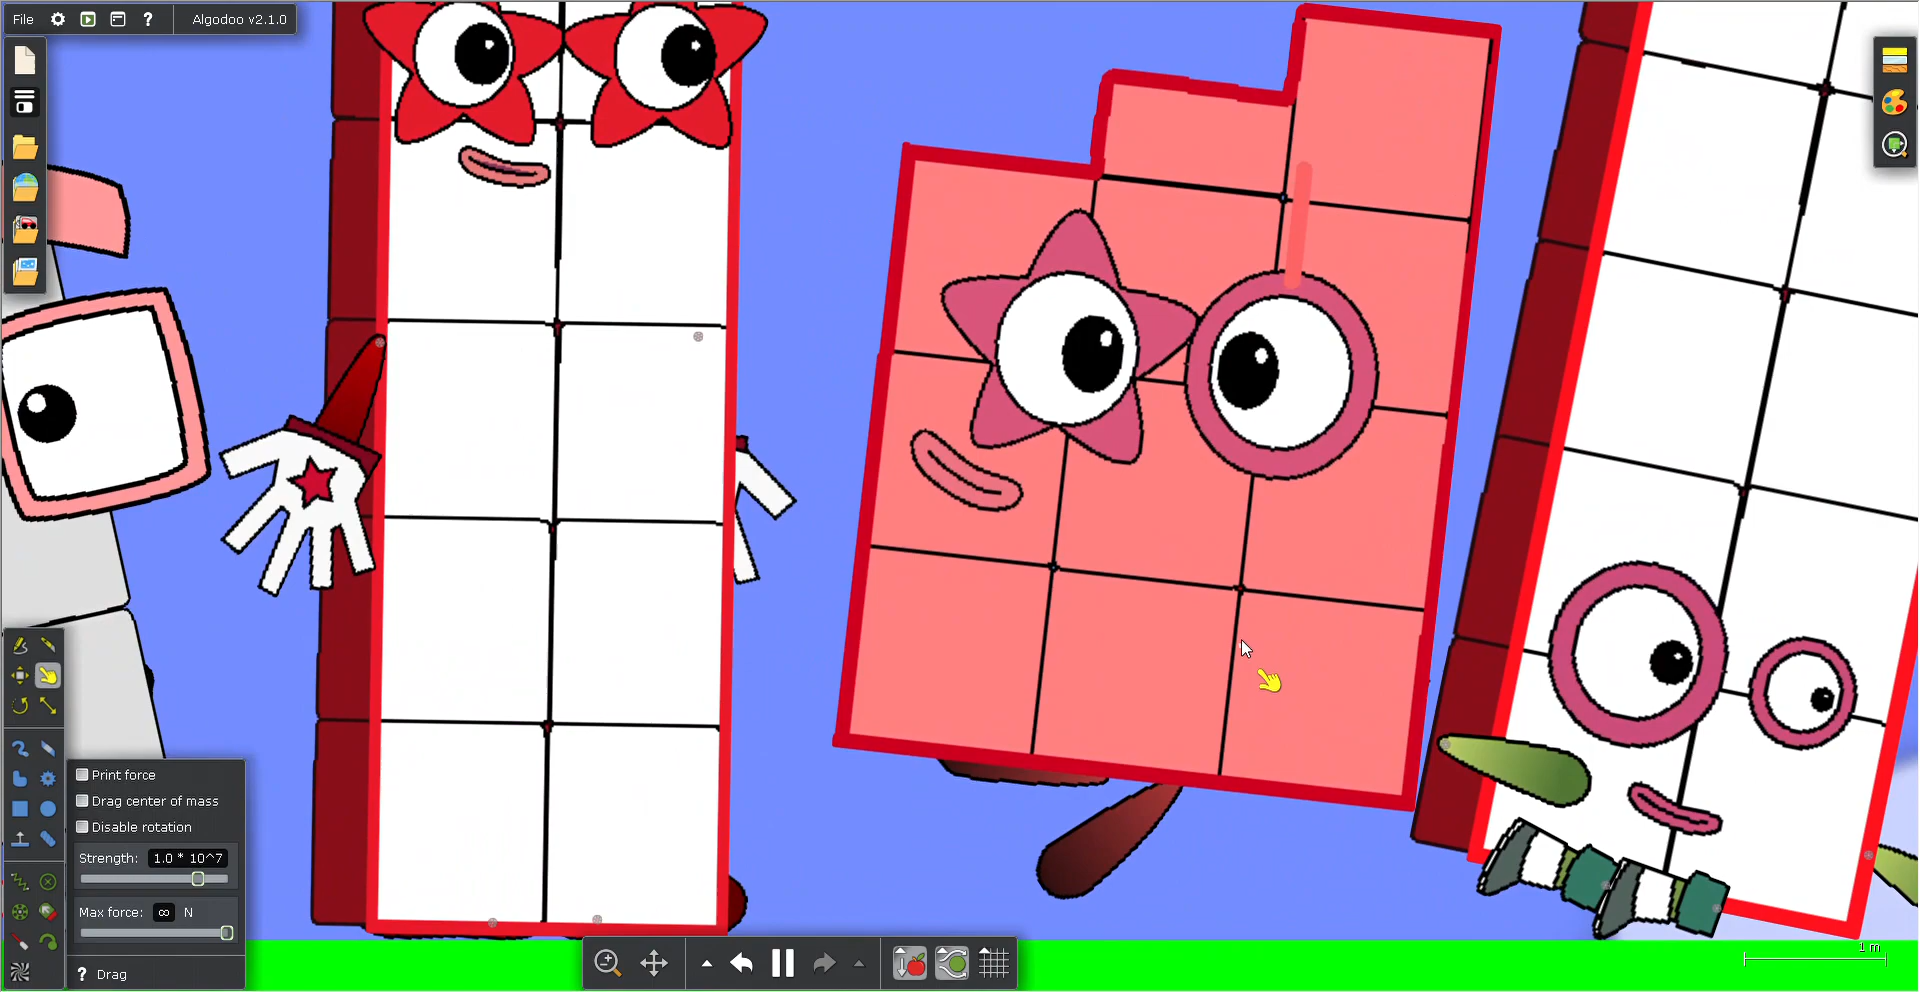 File ? Algodoo v2.1.0
Print force
Drag center of mass
Disable rotation
Strength: 1.0 * 10^7
Max force: ∞ N
? Drag
1 m